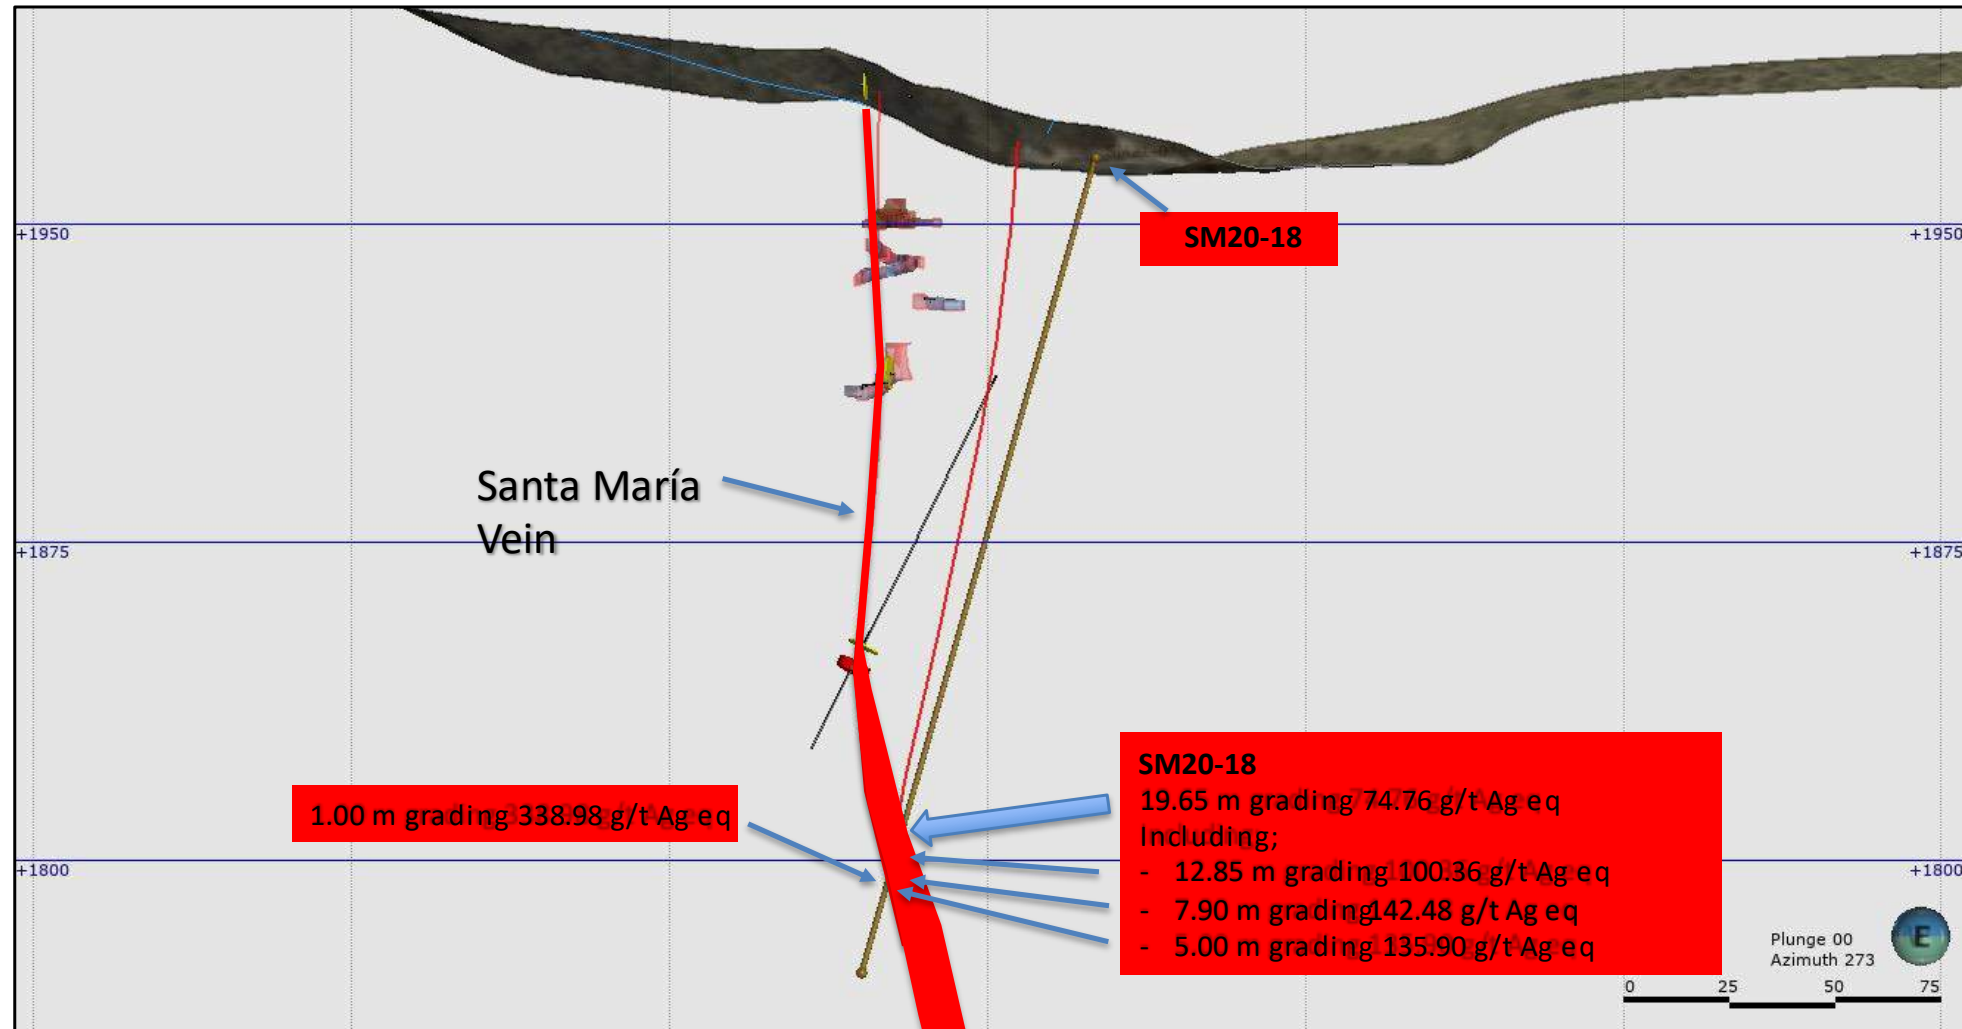 SM20-18
+1950
+1950
Santa María
Vein
+1875
+1875
SM20-18
19.65 m grading 74.76 g/t Ag eq
Including;
- 12.85 m grading 100.36 g/t Ag eq
- 7.90 m grading 142.48 g/t Ag eq
- 5.00 m grading 135.90 g/t Ag eq
1.00 m grading 338.98 g/t Ag eq
+1800
+1800
E
Plunge 00
Azimuth 273
0 25 50 75